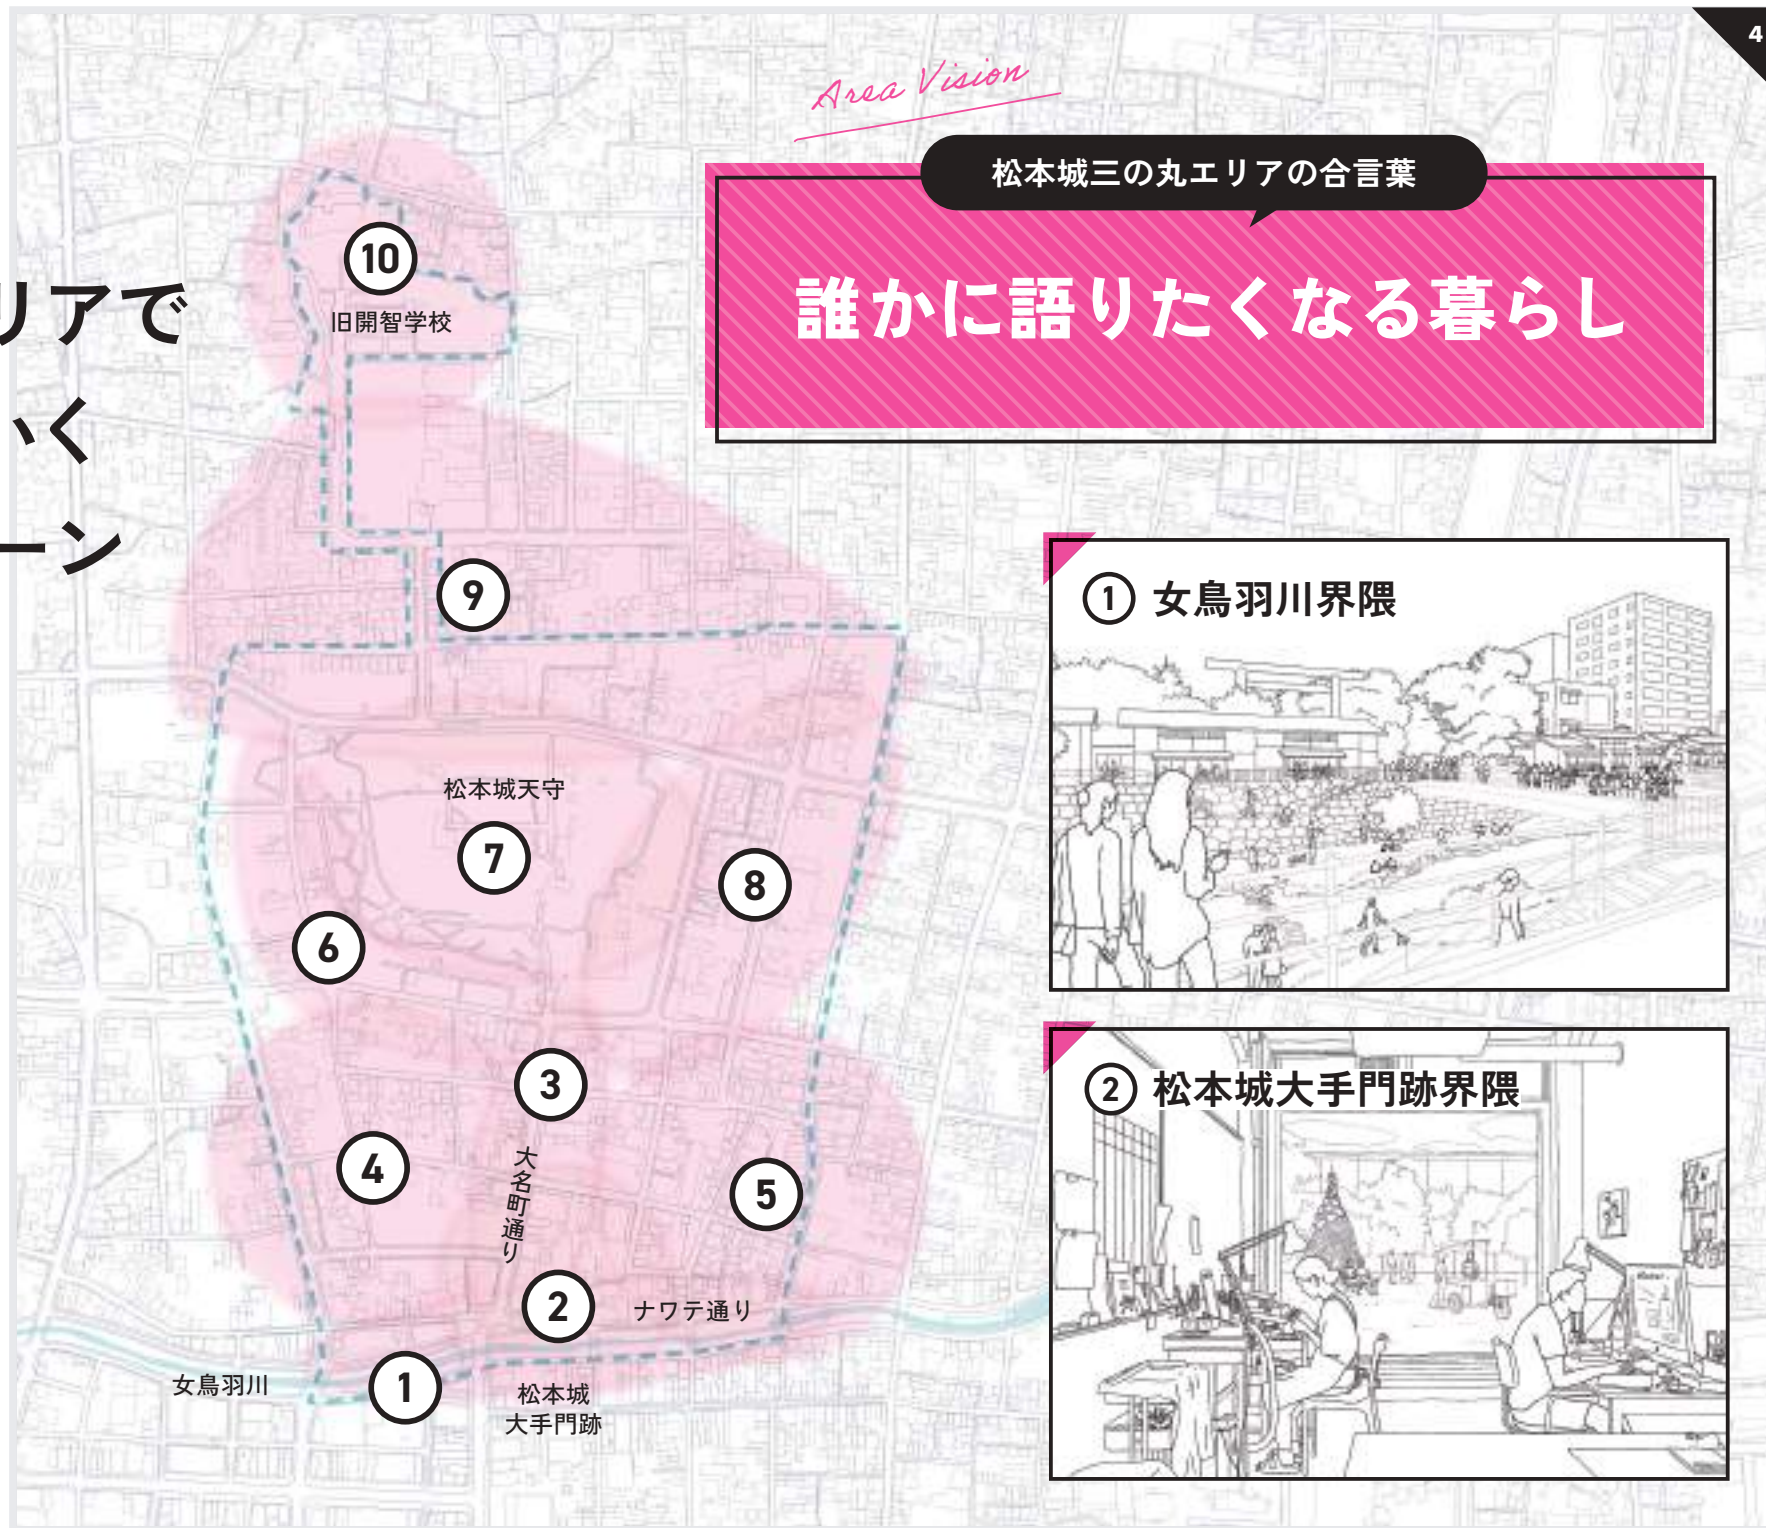 4
Area Vision
松本城三の丸エリアの合言葉
誰かに語りたくなる暮らし
リアで
いく
ーン
10
旧開智学校
9
松本城天守
7
8
6
3
4
大名町通り
5
2
ナワテ通り
1
女鳥羽川
松本城
大手門跡
1 女鳥羽川界隈
2 松本城大手門跡界隈